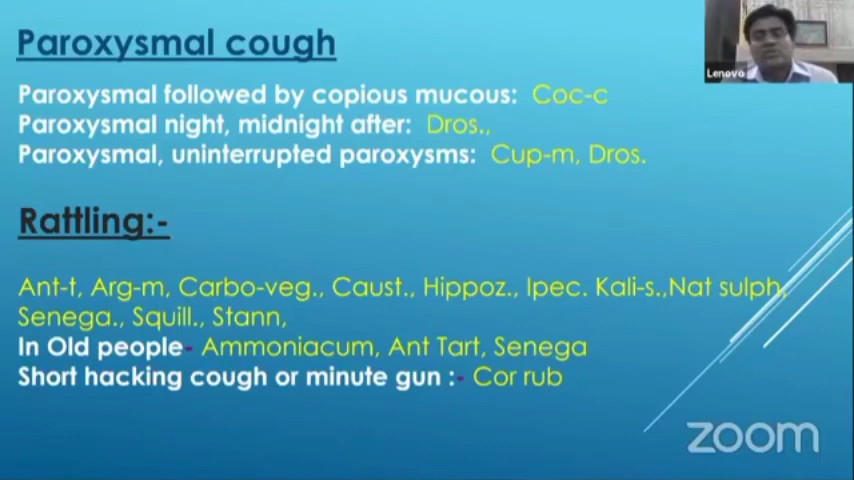 Paroxysmal cough
Lenovo
Paroxysmal followed by copious mucous: Coc-c
Paroxysmal night, midnight after: Dros.,
Paroxysmal, uninterrupted paroxysms: Cup-m, Dros.
Rattling:-
Ant-t, Arg-m, Carbo-veg., Caust., Hippoz., Ipec. Kali-s.,Nat sulph,
Senega., Squill., Stann,
In Old people- Ammoniacum, Ant Tart, Senega
Short hacking cough or minute gun :- Cor rub
zoom